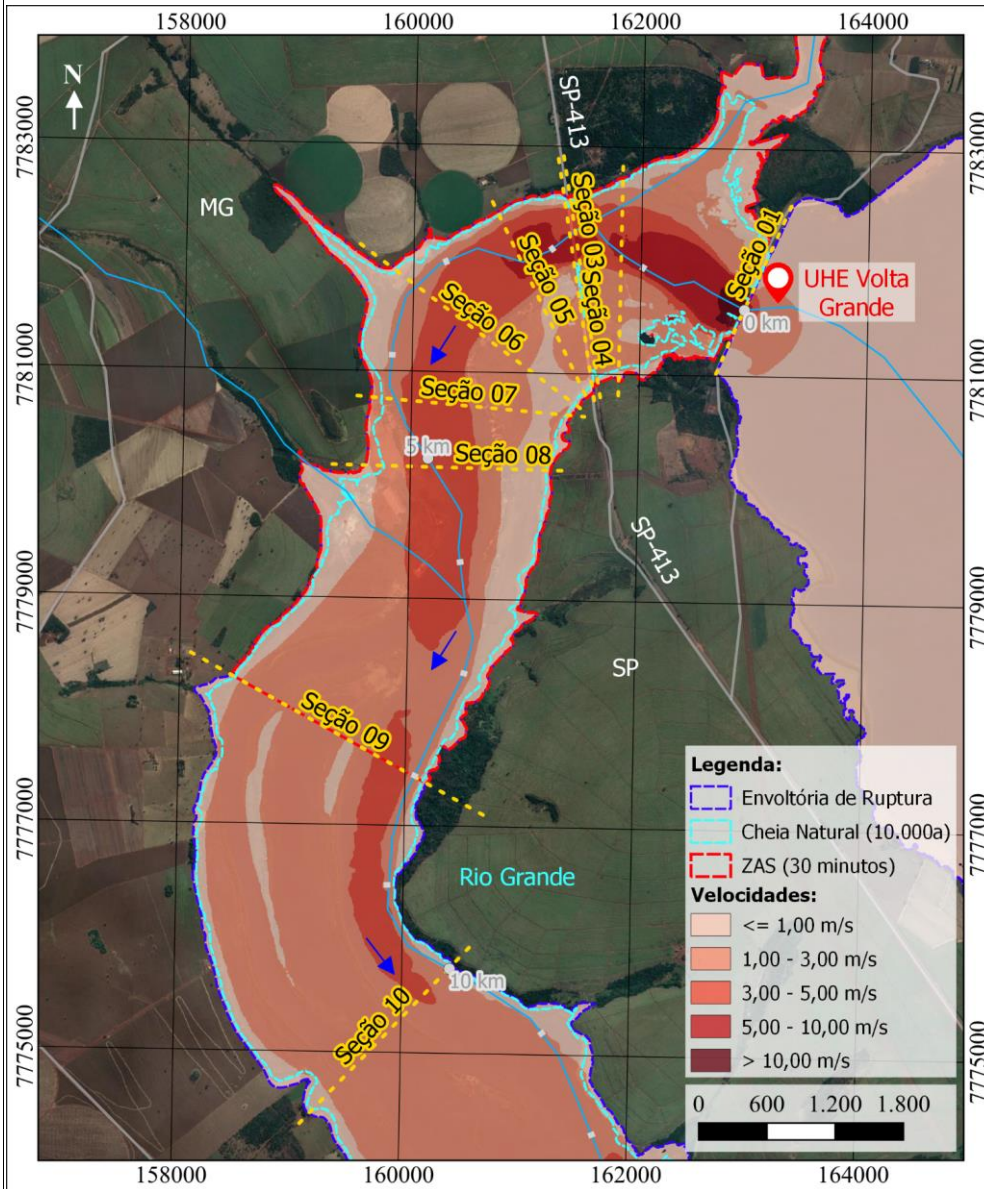 158000
160000
162000
164000
N
7783000
7783000
SP-413
MG
Seção 01
Seção 03
Seção 04
Seção 05
UHE Volta
Grande
0 km
Seção 06
7781000
7781000
Seção 07
5 km
Seção 08
SP-413
7779000
7779000
SP
Seção 09
Legenda:
Envoltória de Ruptura
Cheia Natural (10.000a)
ZAS (30 minutos)
Velocidades:
<= 1,00 m/s
1,00 - 3,00 m/s
3,00 - 5,00 m/s
5,00 - 10,00 m/s
> 10,00 m/s
7777000
7777000
Rio Grande
10 km
Seção 10
7775000
7775000
0 600 1.200 1.800
158000
160000
162000
164000